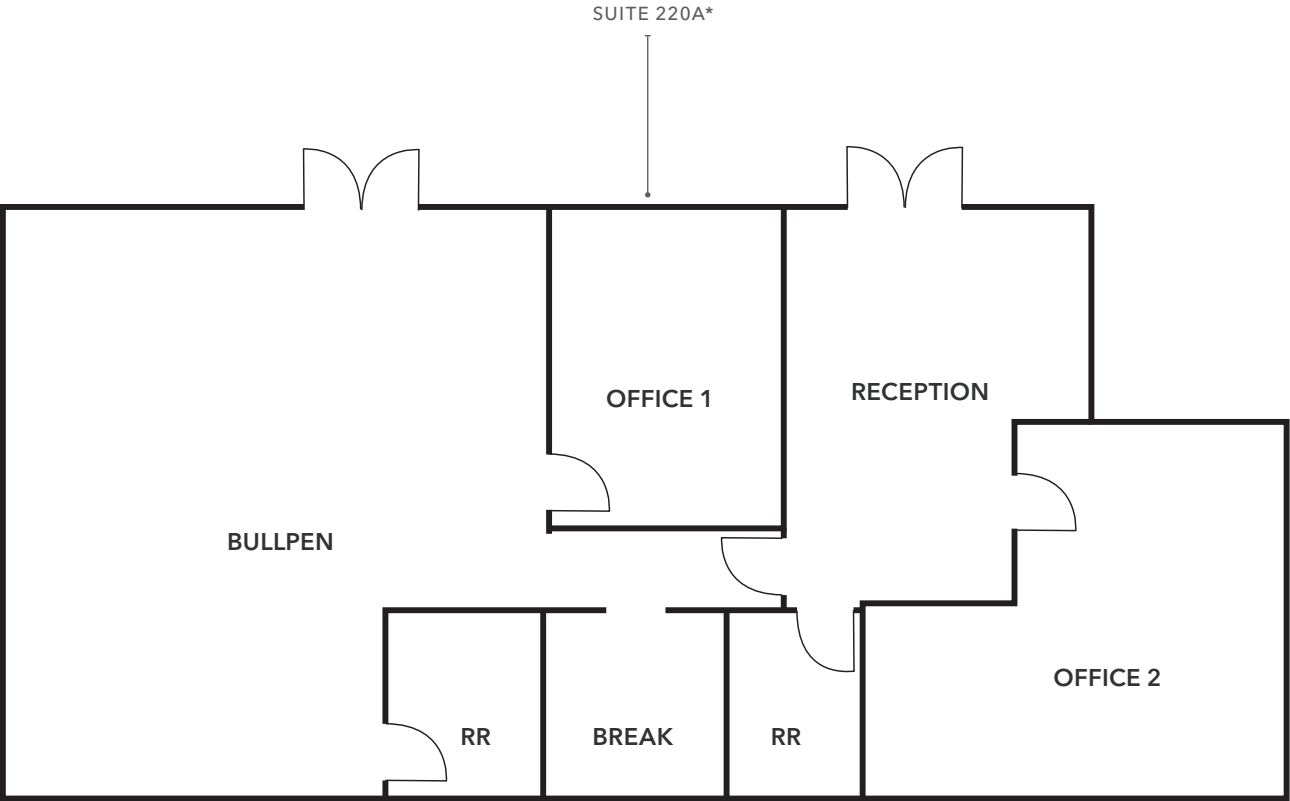 SUITE 220A*
OFFICE 1
RECEPTION
BULLPEN
OFFICE 2
RR
BREAK
RR